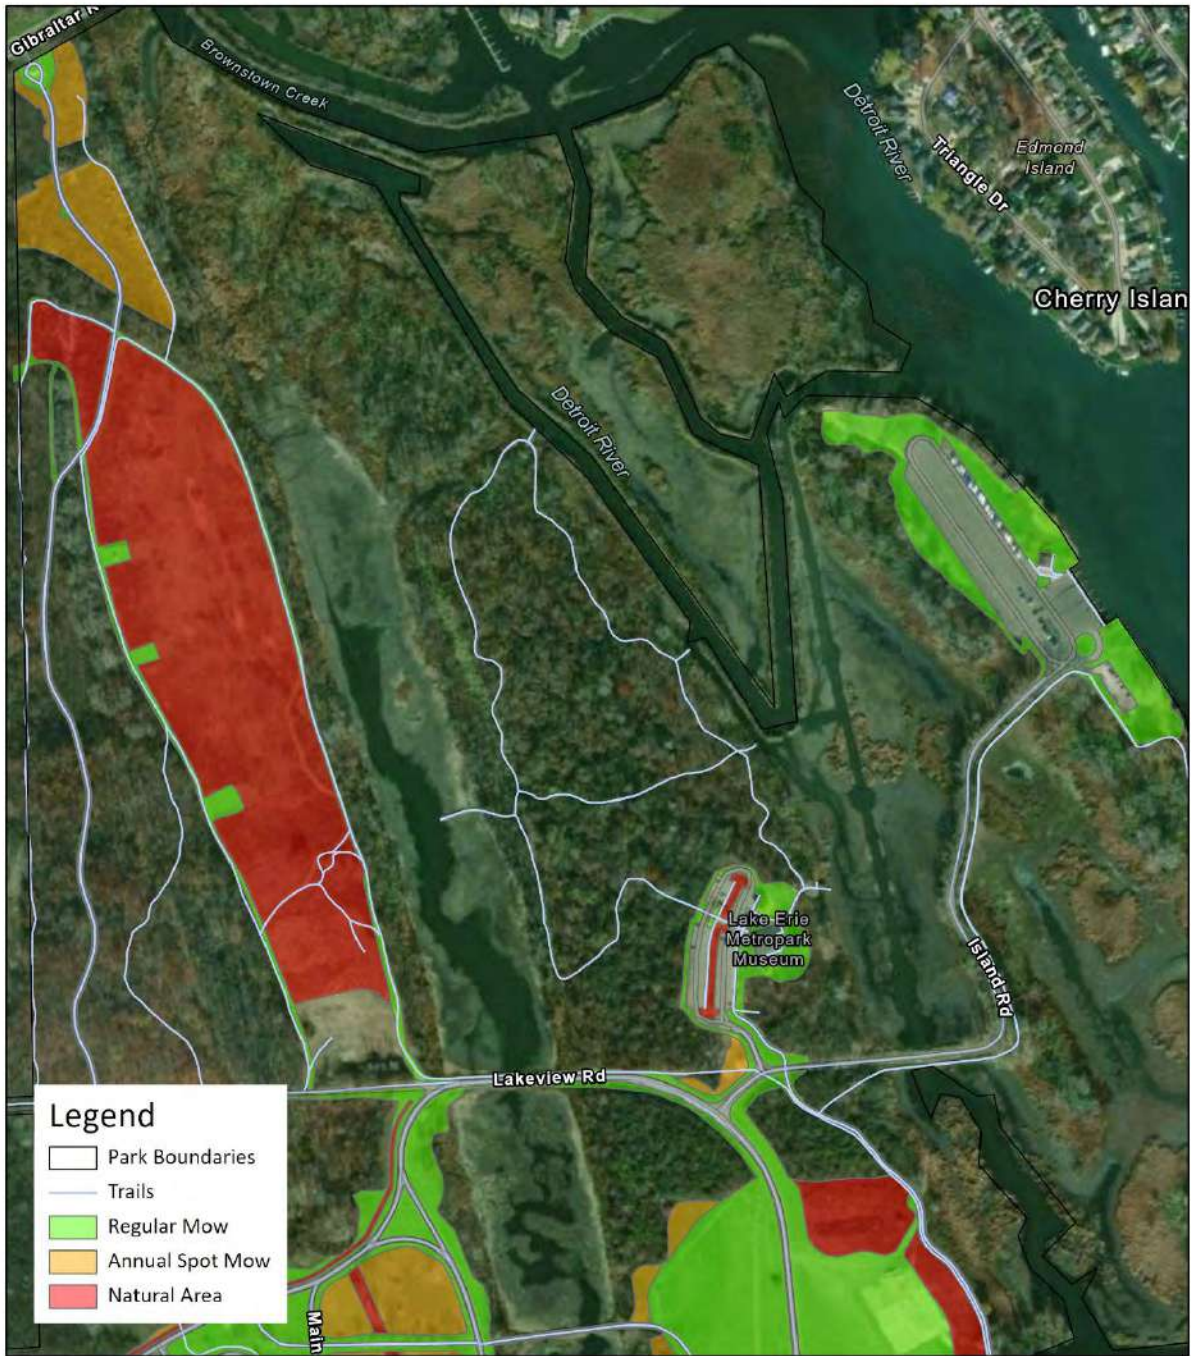 Gibraltar R
Brownstown Creek
Detroit River
Triangle Dr
Edmond
Island
Cherry Islan
Detroit River
Lake Erie
Metropark
Museum
Island Rd
Lakeview Rd
Legend
Park Boundaries
Trails
Regular Mow
Annual Spot Mow
Natural Area
Main